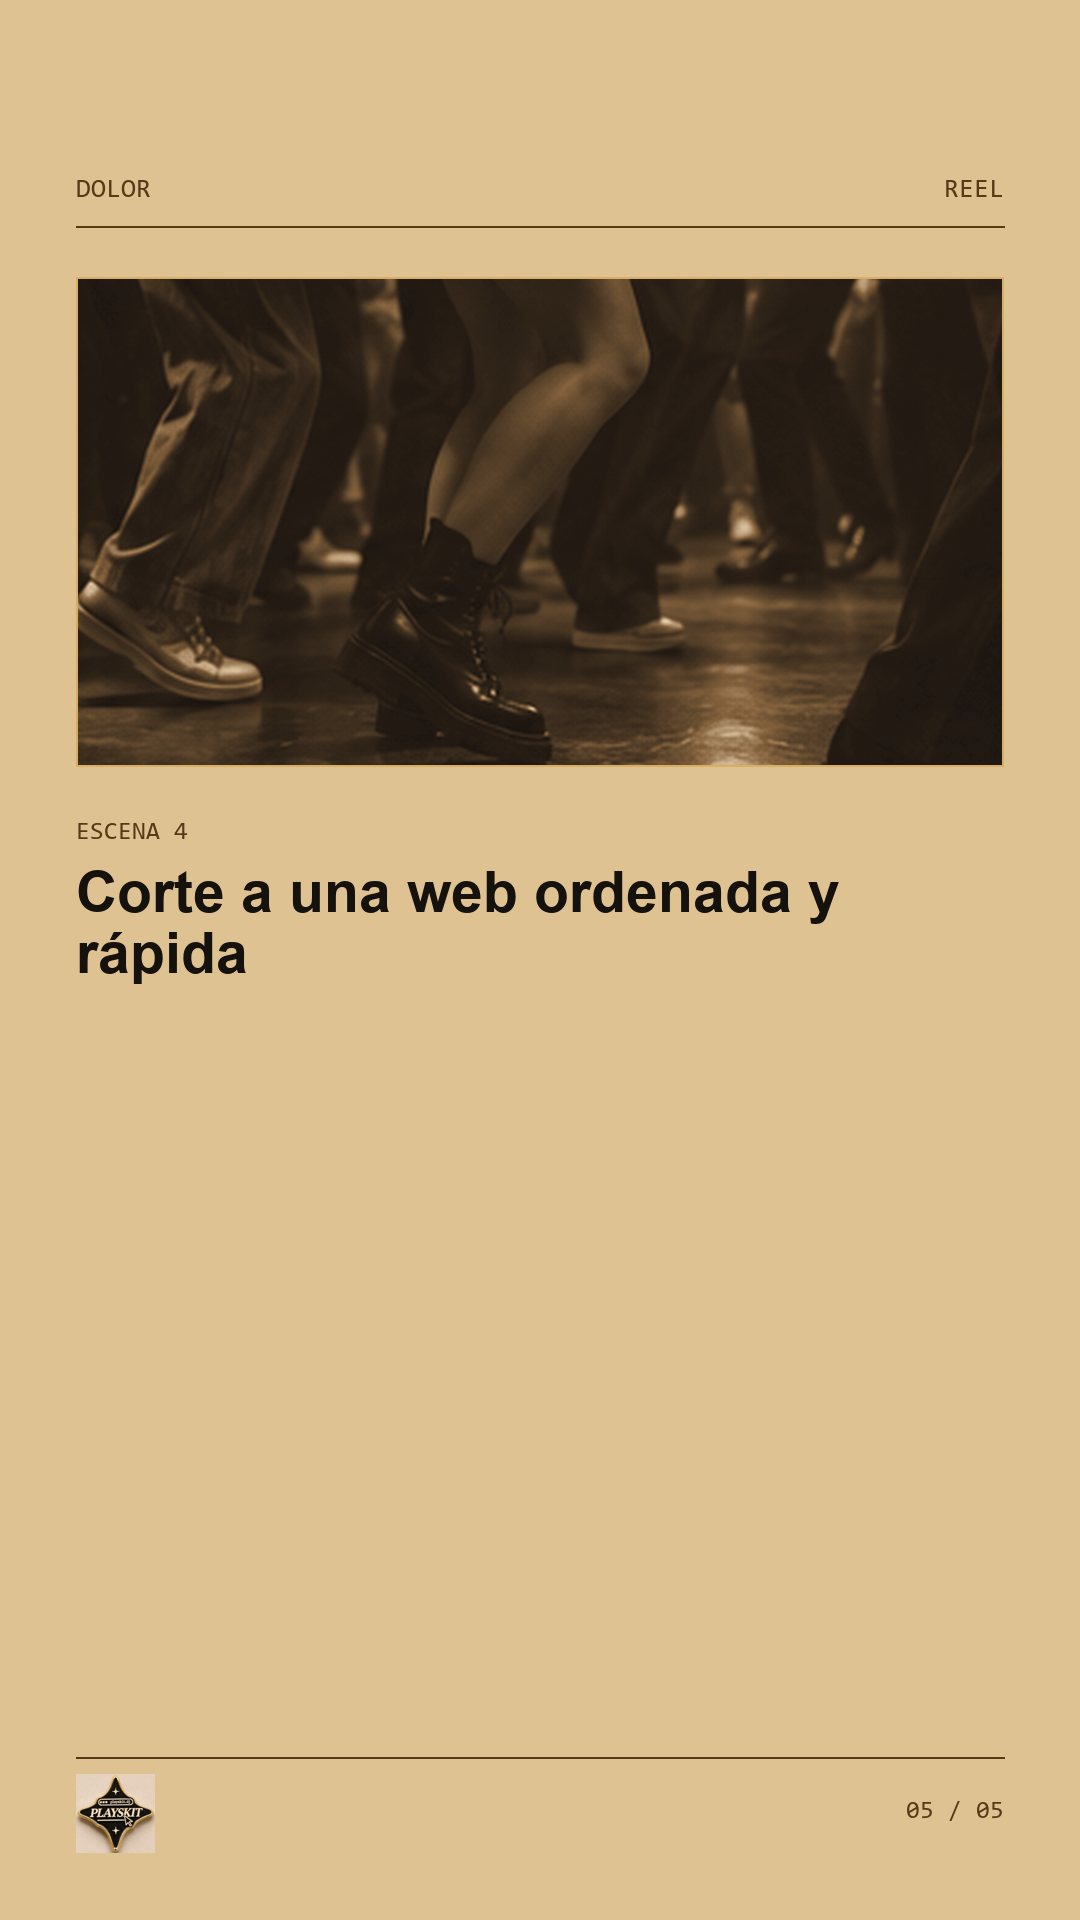 DOLOR
REEL
ESCENA 4
Corte a una web ordenada y
rápida
PLAYSKIT
05 / 05